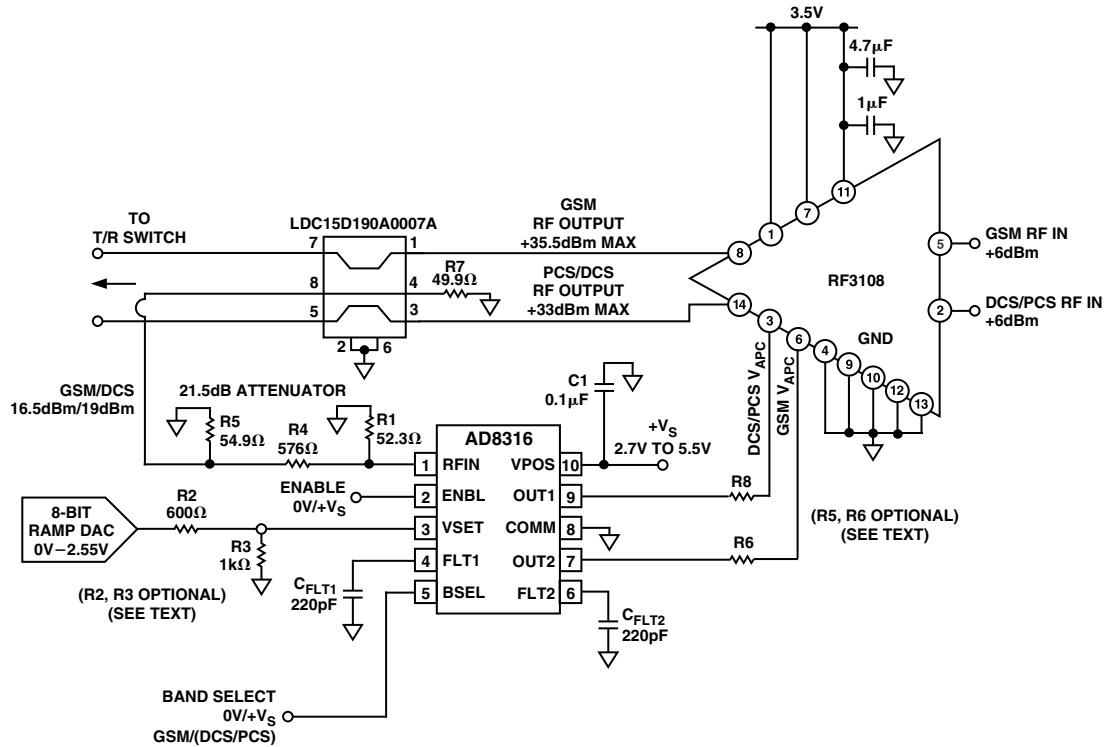 3.5V
4.7µF
1µF
11
7
1
8
14
3
6
4
9
10
12
13
5
2
GSM RF IN
+6dBm
DCS/PCS RF IN
+6dBm
RF3108
GND
TO
T/R SWITCH
LDC15D190A0007A
7
1
8
4
5
3
2
6
GSM
RF OUTPUT
+35.5dBm MAX
R7
49.9Ω
PCS/DCS
RF OUTPUT
+33dBm MAX
DCS/PCS VAPC
GSM VAPC
GSM/DCS
16.5dBm/19dBm
21.5dB ATTENUATOR
R5
54.9Ω
R4
576Ω
R1
52.3Ω
C1
0.1µF
+VS
2.7V TO 5.5V
AD8316
1 RFIN
VPOS 10
2 ENBL
OUT1 9
3 VSET
COMM 8
4 FLT1
OUT2 7
5 BSEL
FLT2 6
ENABLE
0V/+VS
8-BIT
RAMP DAC
0V–2.55V
R2
600Ω
R3
1kΩ
(R2, R3 OPTIONAL)
(SEE TEXT)
CFLT1
220pF
CFLT2
220pF
R8
R6
(R5, R6 OPTIONAL)
(SEE TEXT)
BAND SELECT
0V/+VS
GSM/(DCS/PCS)